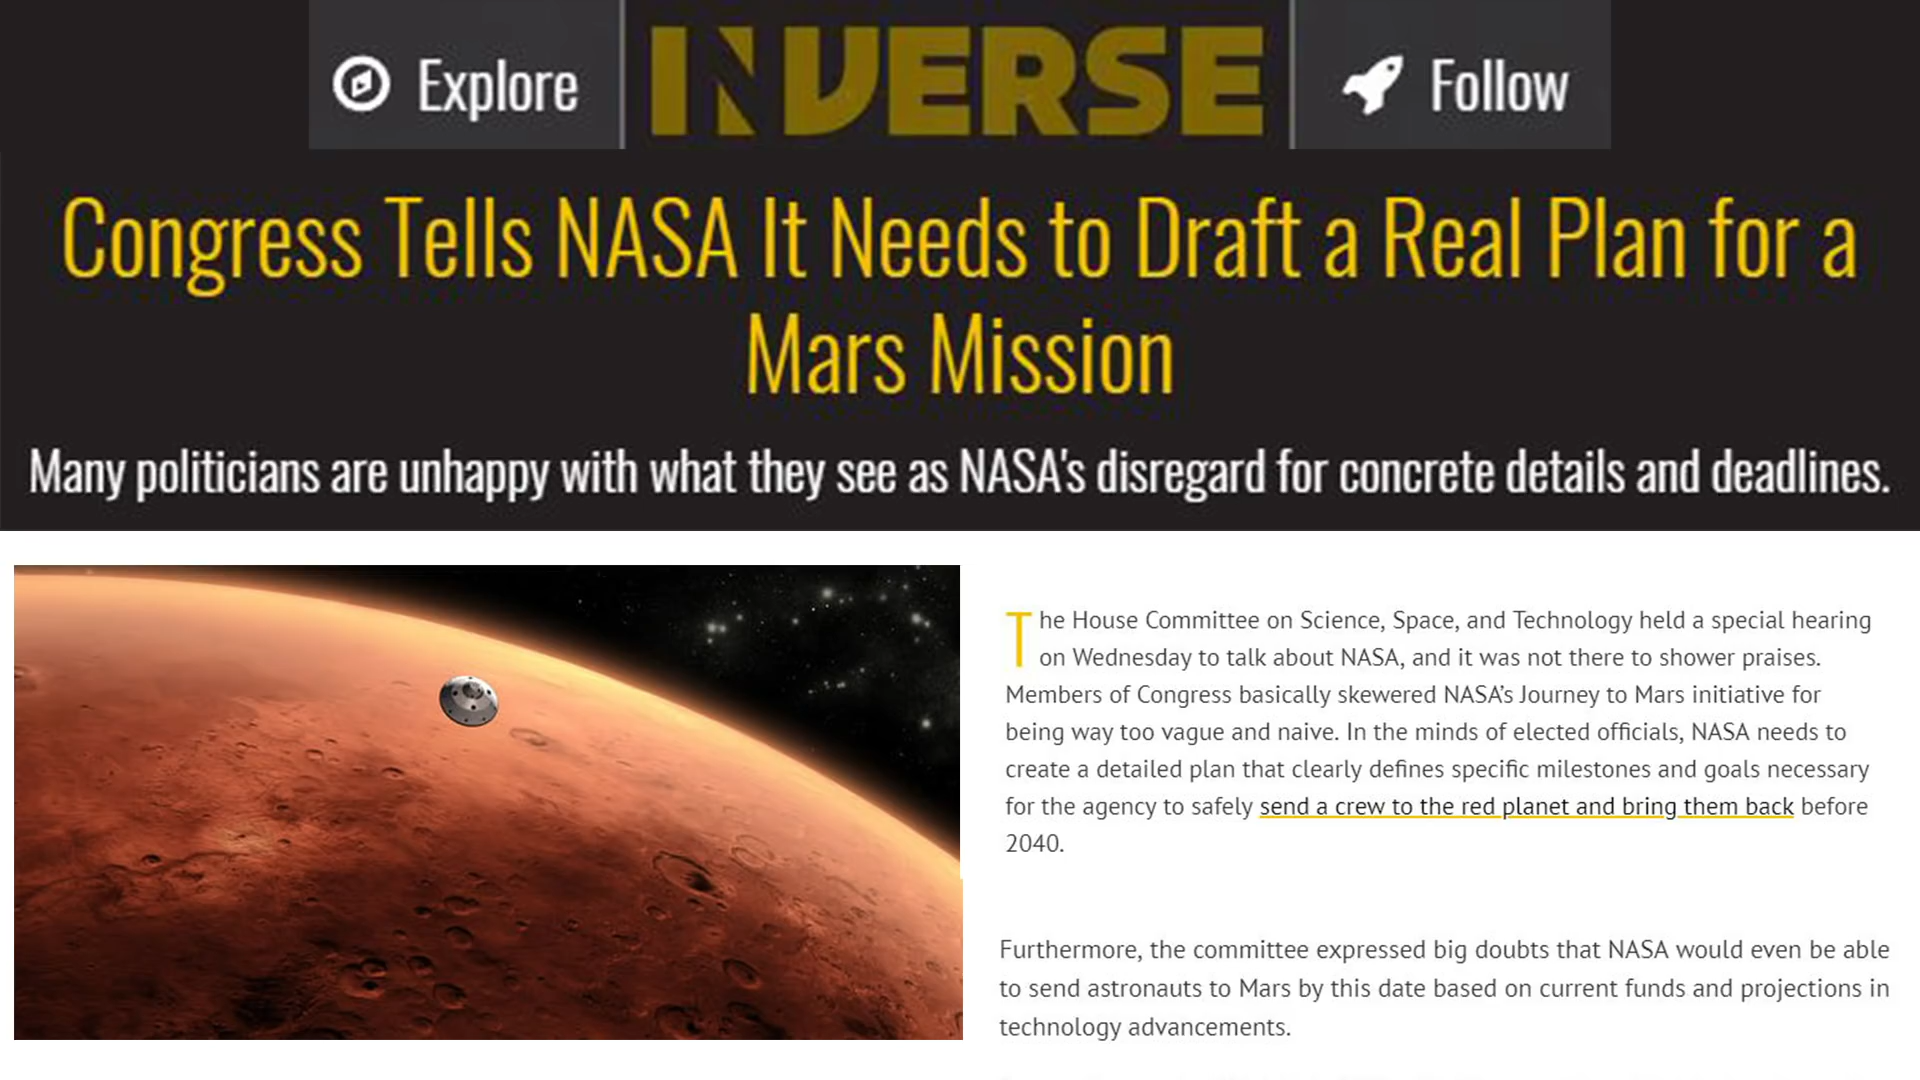 Explore
INVERSE
Follow
Congress Tells NASA It Needs to Draft a Real Plan for a
Mars Mission
Many politicians are unhappy with what they see as NASA's disregard for concrete details and deadlines.
The House Committee on Science, Space, and Technology held a special hearing
on Wednesday to talk about NASA, and it was not there to shower praises.
Members of Congress basically skewered NASA’s Journey to Mars initiative for
being way too vague and naive. In the minds of elected officials, NASA needs to
create a detailed plan that clearly defines specific milestones and goals necessary
for the agency to safely send a crew to the red planet and bring them back before
2040.
Furthermore, the committee expressed big doubts that NASA would even be able
to send astronauts to Mars by this date based on current funds and projections in
technology advancements.